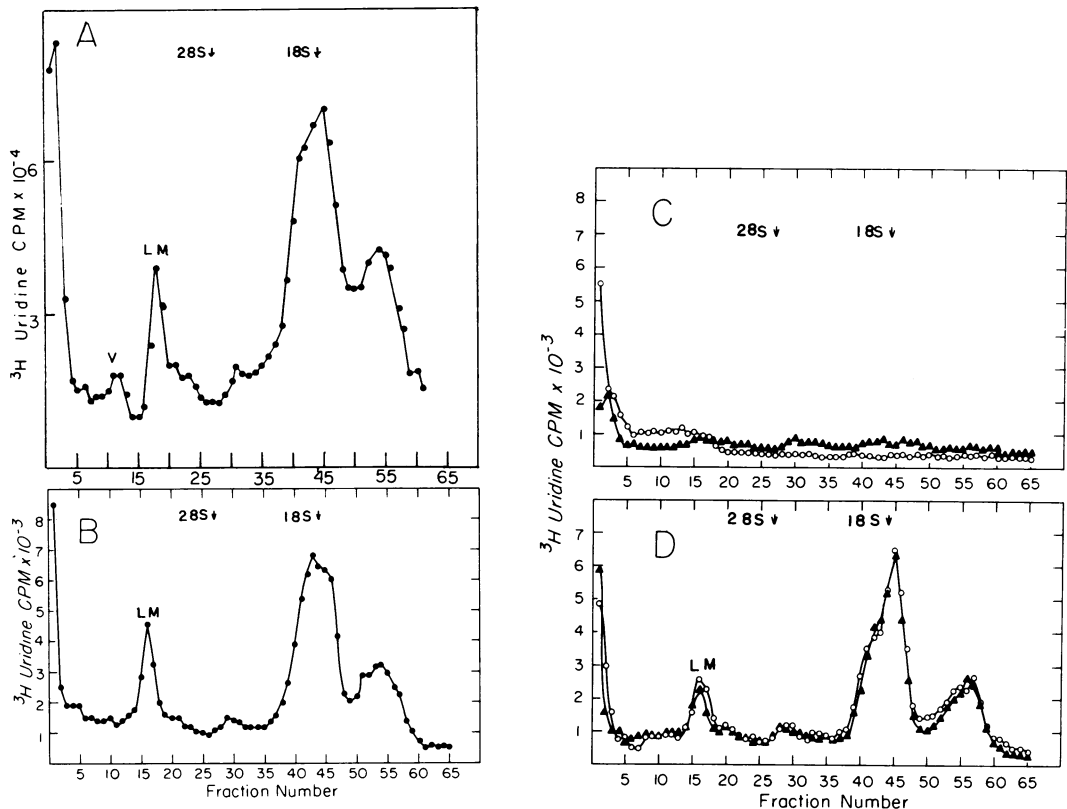 A
28S↓ 18S↓
6
3
V
LM
³H Uridine CPM x 10⁻⁴
5 15 25 35 45 55 65
B
28S↓ 18S↓
8
7
6
5
4
3
2
1
LM
³H Uridine CPM x 10⁻³
5 10 15 20 25 30 35 40 45 50 55 60 65
Fraction Number
C
28S↓ 18S↓
8
7
6
5
4
3
2
1
5 10 15 20 25 30 35 40 45 50 55 60 65
³H Uridine CPM x 10⁻³
D
28S↓ 18S↓
7
6
5
4
3
2
1
LM
5 10 15 20 25 30 35 40 45 50 55 60 65
Fraction Number